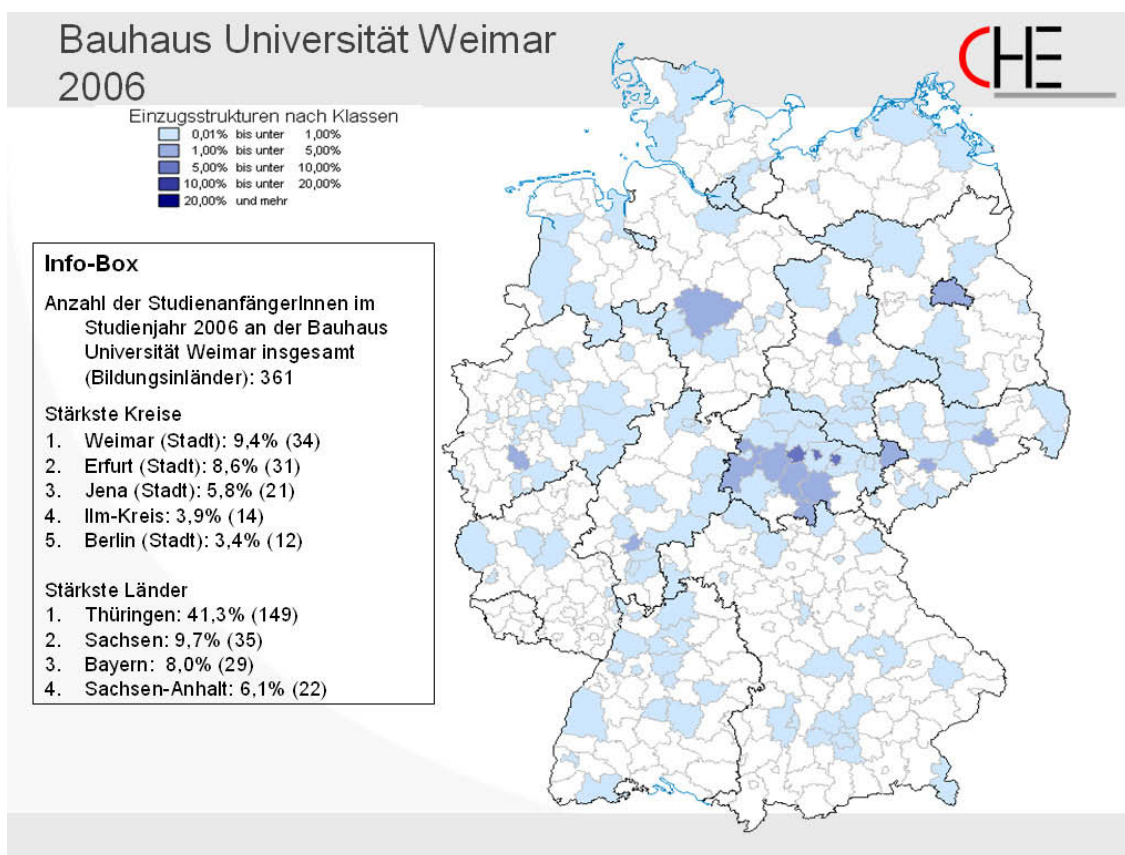 Bauhaus Universität Weimar
2006
CHE
Einzugsstrukturen nach Klassen
0,01% bis unter 1,00%
1,00% bis unter 5,00%
5,00% bis unter 10,00%
10,00% bis unter 20,00%
20,00% und mehr
Info-Box
Anzahl der StudienanfängerInnen im
Studienjahr 2006 an der Bauhaus
Universität Weimar insgesamt
(Bildungsinländer): 361
Stärkste Kreise
1. Weimar (Stadt): 9,4% (34)
2. Erfurt (Stadt): 8,6% (31)
3. Jena (Stadt): 5,8% (21)
4. Ilm-Kreis: 3,9% (14)
5. Berlin (Stadt): 3,4% (12)
Stärkste Länder
1. Thüringen: 41,3% (149)
2. Sachsen: 9,7% (35)
3. Bayern: 8,0% (29)
4. Sachsen-Anhalt: 6,1% (22)